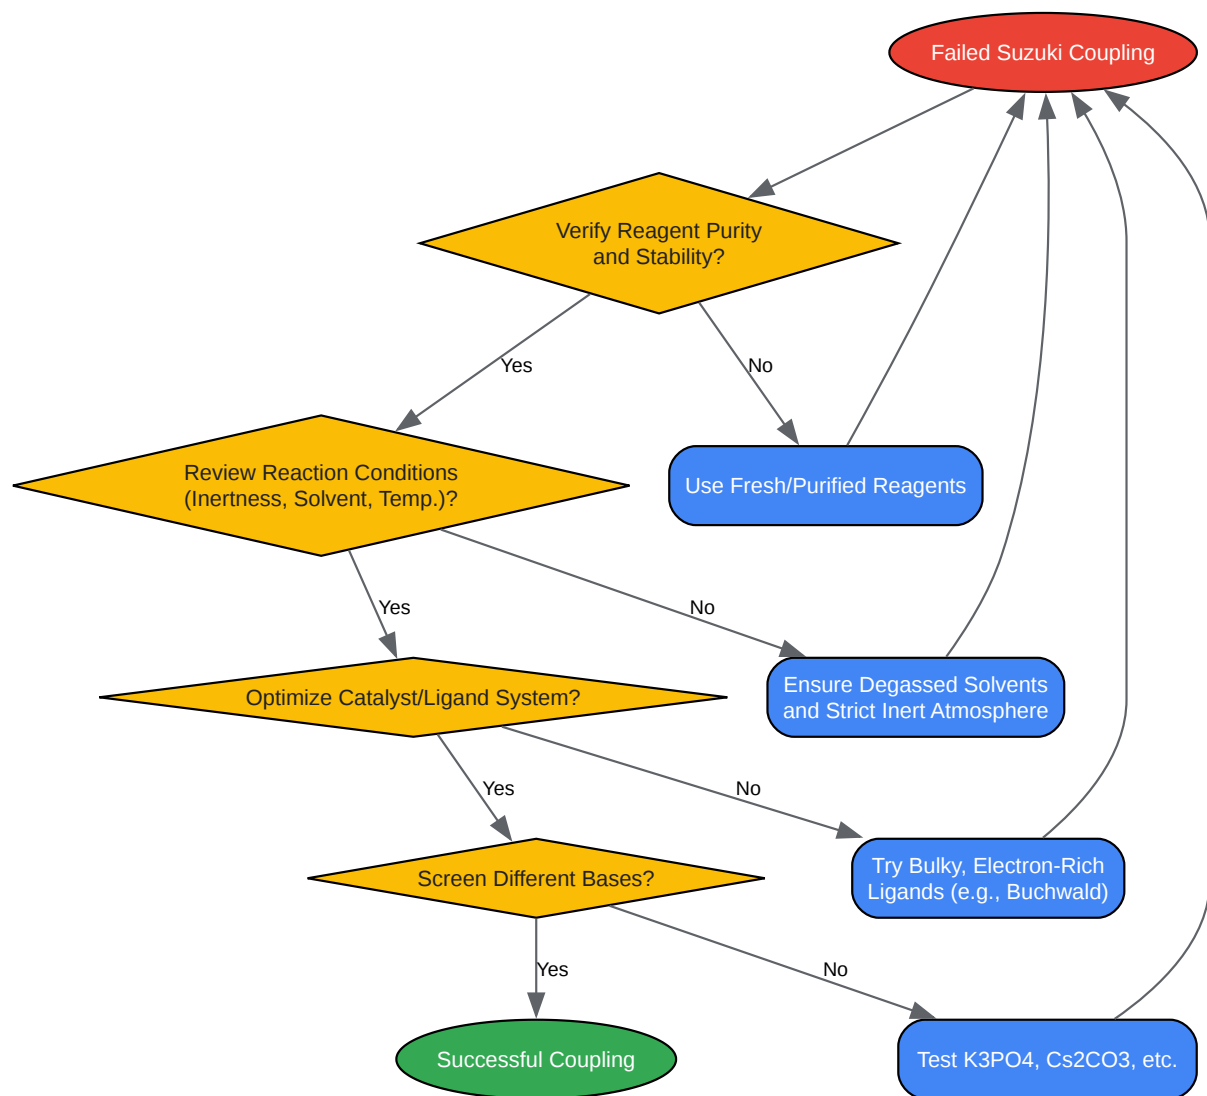 Failed Suzuki Coupling
Verify Reagent Purity
and Stability?
Yes
No
Review Reaction Conditions
(Inertness, Solvent, Temp.)?
Use Fresh/Purified Reagents
Yes
No
Optimize Catalyst/Ligand System?
Ensure Degassed Solvents
and Strict Inert Atmosphere
Yes
No
Screen Different Bases?
Try Bulky, Electron-Rich
Ligands (e.g., Buchwald)
Yes
No
Successful Coupling
Test K3PO4, Cs2CO3, etc.